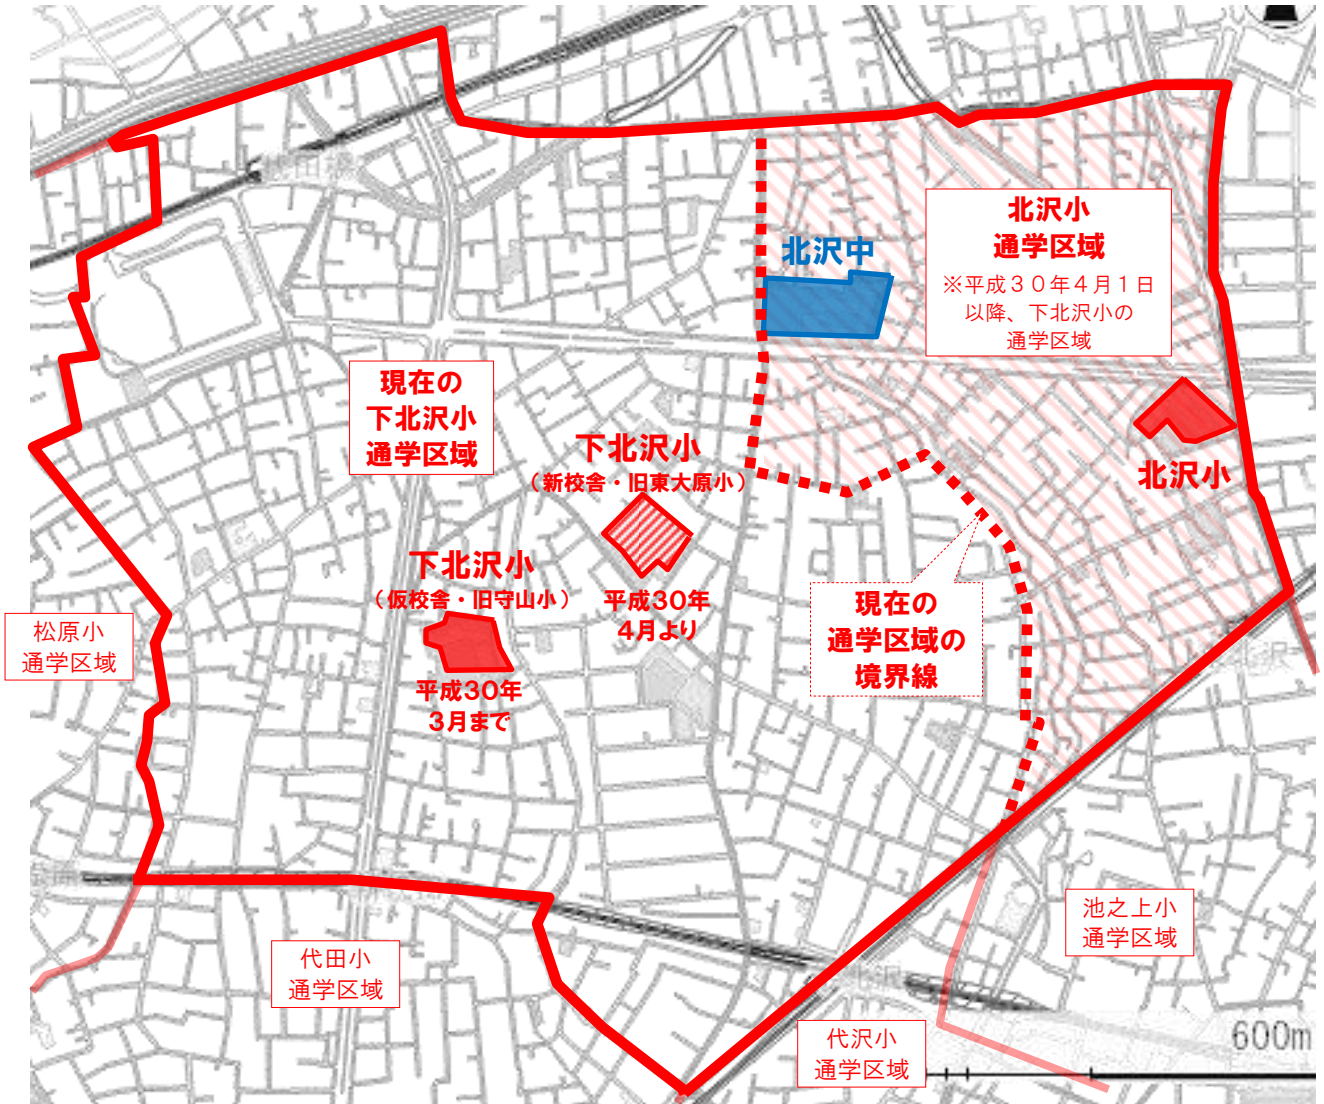 北沢小
通学区域
※平成３０年４月１日
以降、下北沢小の
通学区域
北沢中
現在の
下北沢小
通学区域
下北沢小
（新校舎・旧東大原小）
平成30年
4月より
北沢小
下北沢小
（仮校舎・旧守山小）
平成30年
3月まで
現在の
通学区域の
境界線
松原小
通学区域
代田小
通学区域
池之上小
通学区域
代沢小
通学区域
600m